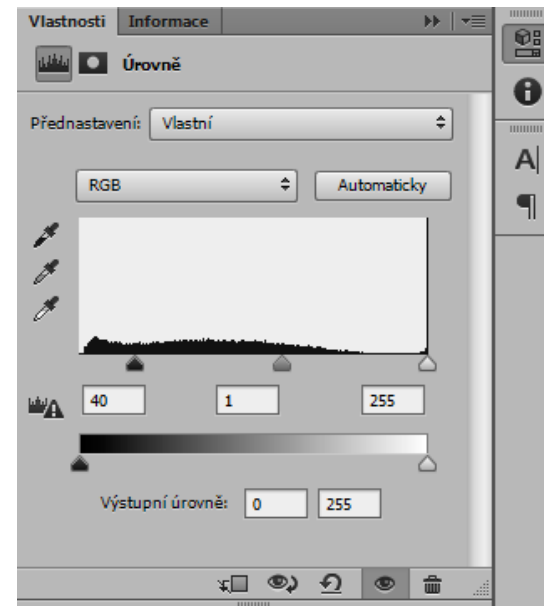 Vlastnosti Informace
Úrovně
Přednastavení: Vlastní
RGB Automaticky
40 1 255
Výstupní úrovně: 0 255
A